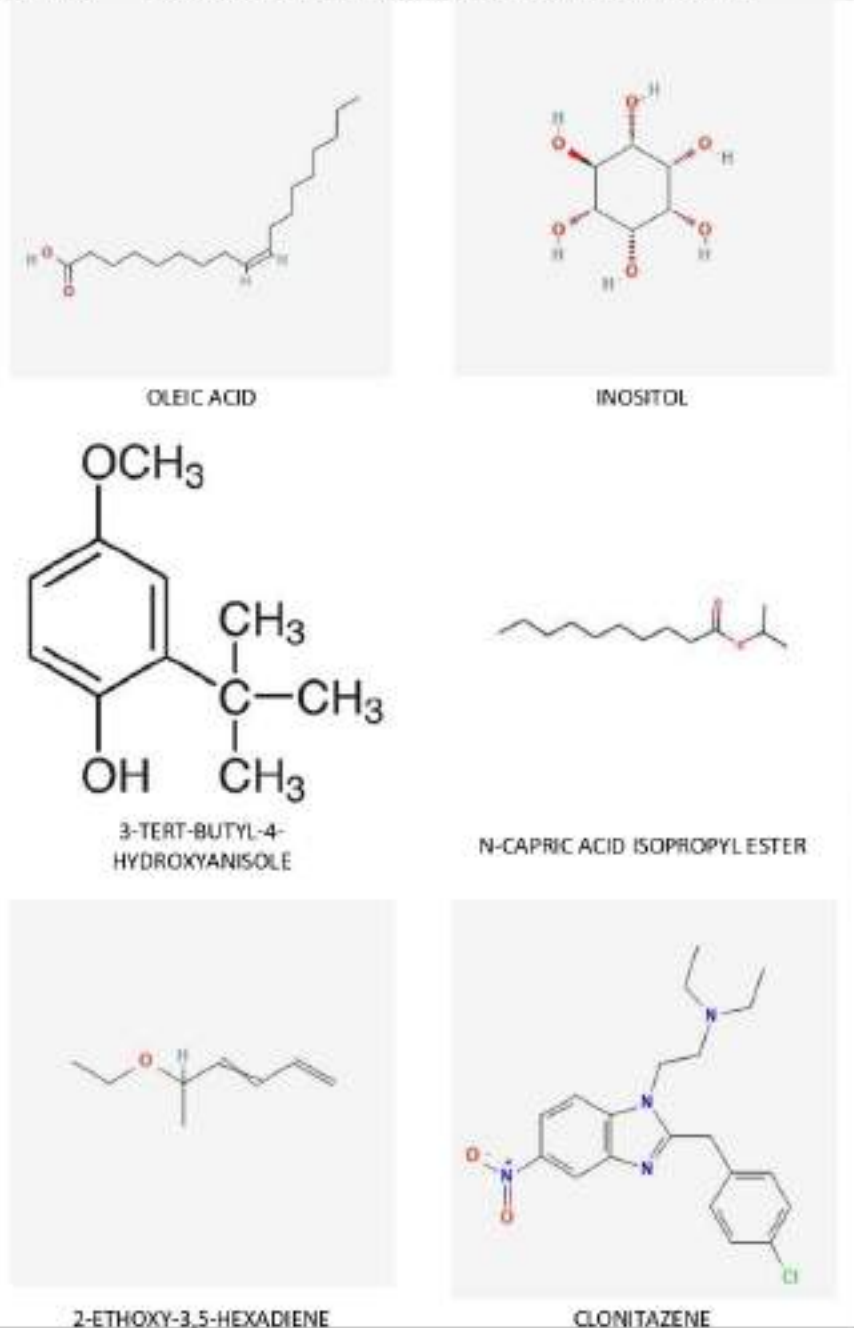 H
O
O
H
H
OLEIC ACID
H
O
H
O
O
H
O
H
O
H
O
H
INOSITOL
OCH3
CH3
C—CH3
OH
CH3
3-TERT-BUTYL-4-
HYDROXYANISOLE
O
O
N-CAPRIC ACID ISOPROPYL ESTER
O
H
2-ETHOXY-3,5-HEXADIENE
N
N
N
O-
N+
O
Cl
CLONITAZENE